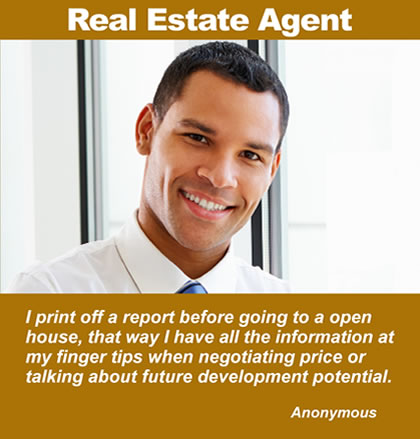 Real Estate Agent
I print off a report before going to a open
house, that way I have all the information at
my finger tips when negotiating price or
talking about future development potential.
Anonymous